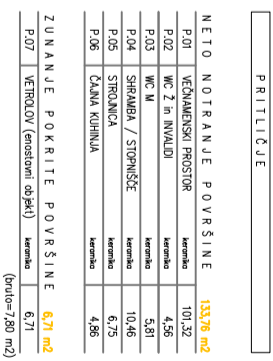 PRITLIČJE
NETO NOTRANJE POVRŠINE 133,76 m2
P.01 VEČNAMENSKI PROSTOR keramika 101,32
P.02 WC Ž in INVALIDI keramika 4,56
P.03 WC M keramika 5,81
P.04 SHRAMBA / STOPNIŠČE keramika 10,46
P.05 STROJNICA keramika 6,75
P.06 ČAJNA KUHINJA keramika 4,86
ZUNANJE POKRITE POVRŠINE 6,71 m2
P.07 VETROLOV (enostavni objekt) keramika 6,71
(bruto=7,80 m2)